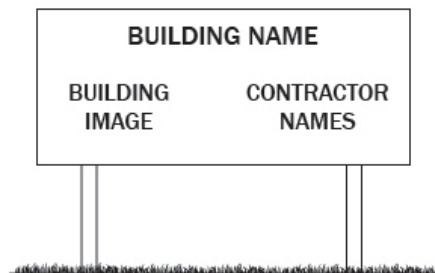 BUILDING NAME
BUILDING
IMAGE
CONTRACTOR
NAMES